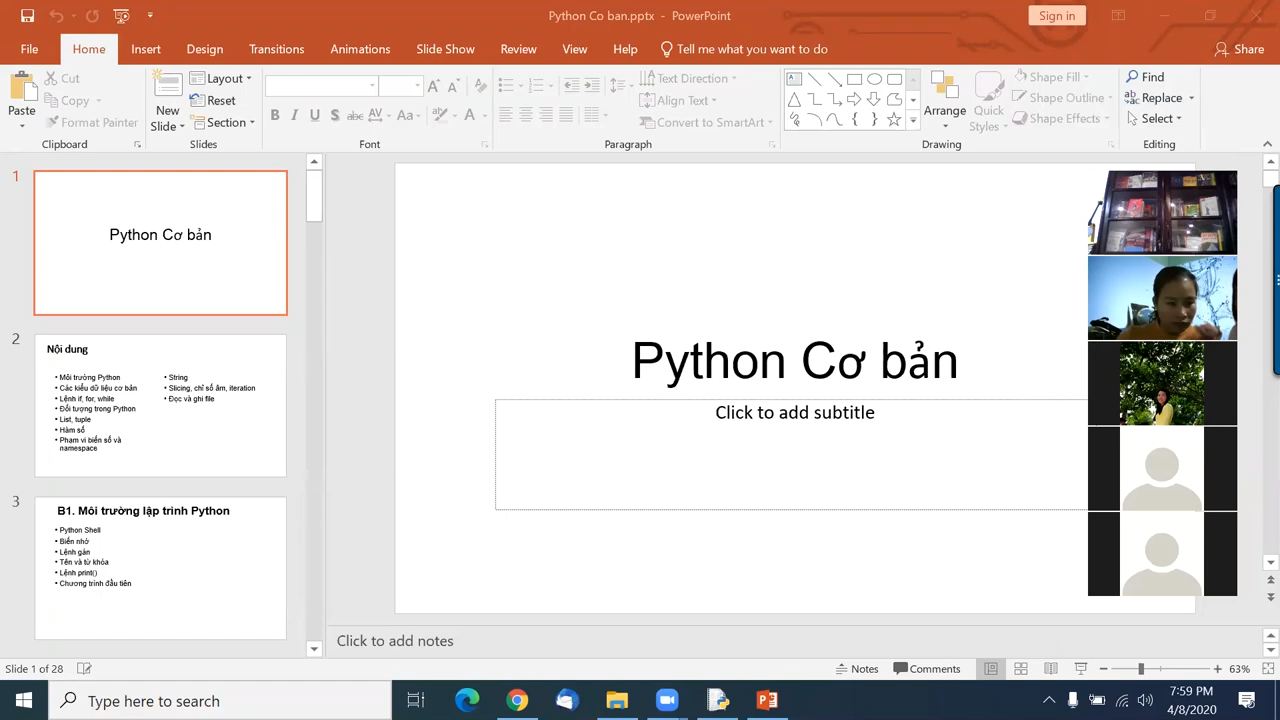 Python Co ban.pptx - PowerPoint
Sign in
File Home Insert Design Transitions Animations Slide Show Review View Help Tell me what you want to do Share
Paste
Cut
Copy
Format Painter
Clipboard
New Slide
Layout
Reset
Section
Slides
B I U S abc AV Aa A
Font
Text Direction
Align Text
Convert to SmartArt
Paragraph
Arrange
Quick Styles
Shape Fill
Shape Outline
Shape Effects
Drawing
Find
Replace
Select
Editing
1
Python Cơ bản
2
Nội dung
• Môi trường Python
• Các kiểu dữ liệu cơ bản
• Lệnh if, for, while
• Đối tượng trong Python
• List, tuple
• Hàm số
• Phạm vi biến số và
namespace
• String
• Slicing, chỉ số âm, iteration
• Đọc và ghi file
3
B1. Môi trường lập trình Python
• Python Shell
• Biến nhớ
• Lệnh gán
• Tên và từ khóa
• Lệnh print()
• Chương trình đầu tiên
Python Cơ bản
Click to add subtitle
Click to add notes
Slide 1 of 28
Notes
Comments
63%
Type here to search
7:59 PM
4/8/2020